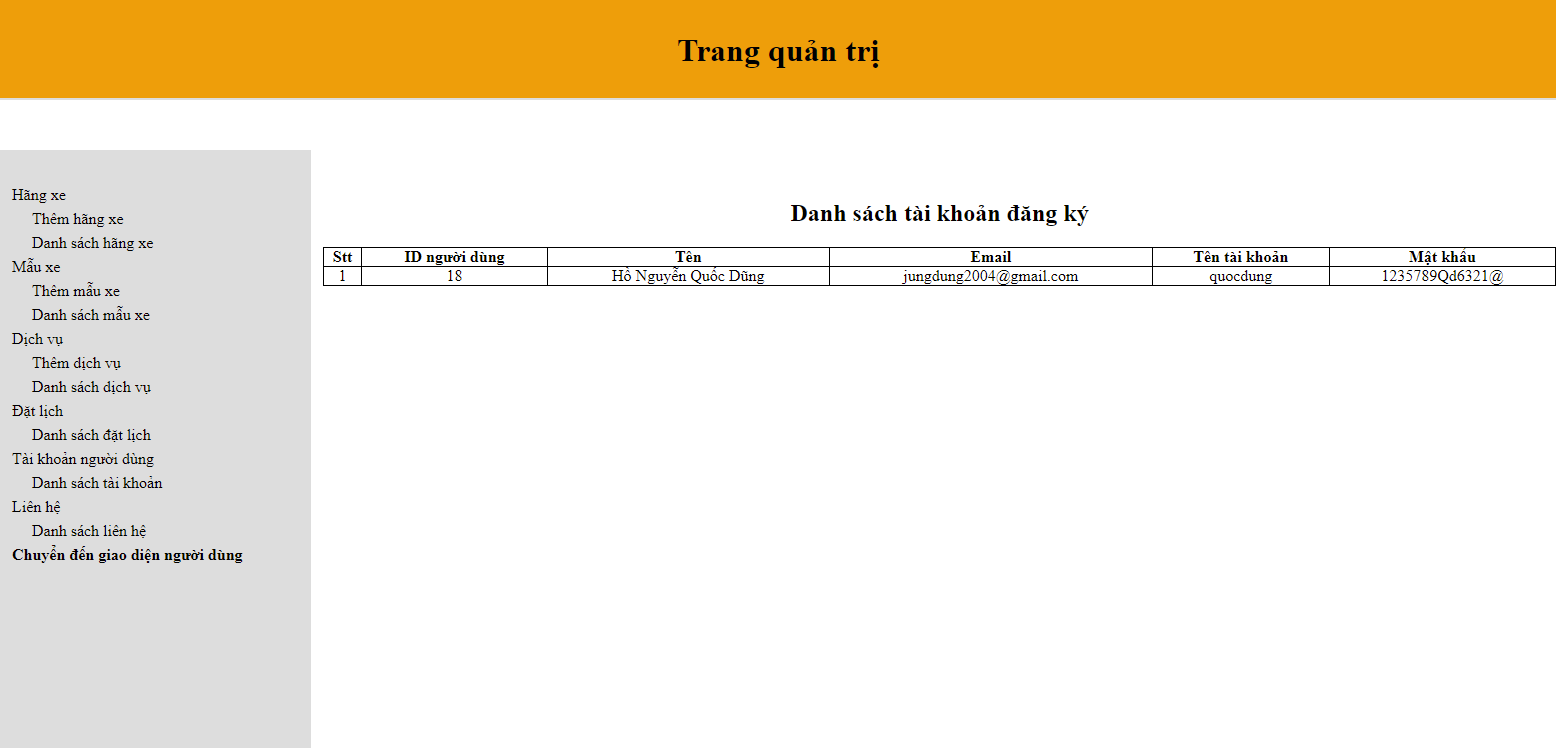 Trang quản trị
Hãng xe
Thêm hãng xe
Danh sách hãng xe
Mẫu xe
Thêm mẫu xe
Danh sách mẫu xe
Dịch vụ
Thêm dịch vụ
Danh sách dịch vụ
Đặt lịch
Danh sách đặt lịch
Tài khoản người dùng
Danh sách tài khoản
Liên hệ
Danh sách liên hệ
Chuyển đến giao diện người dùng
Danh sách tài khoản đăng ký
Stt ID người dùng Tên Email Tên tài khoản Mật khẩu
1 18 Hồ Nguyễn Quốc Dũng jungdung2004@gmail.com quocdung 1235789Qd6321@